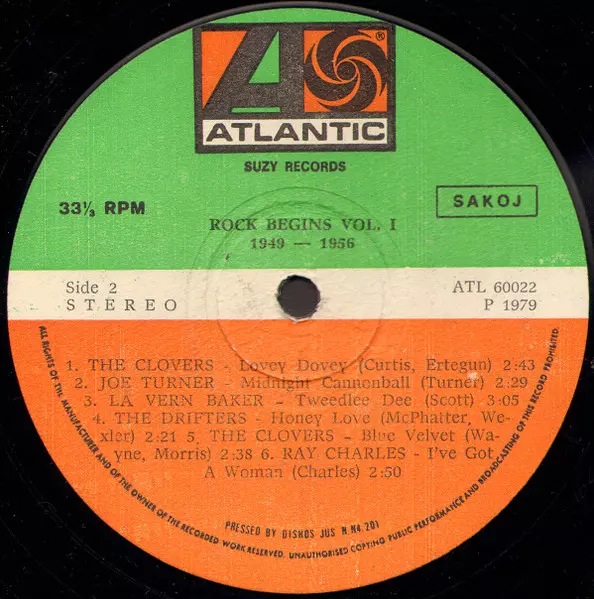 ATLANTIC
®
SUZY RECORDS
33⅓ RPM
SAKOJ
ROCK BEGINS VOL. I
1949 — 1956
Side 2
STEREO
ATL 60022
P 1979
1. THE CLOVERS - Lovey Dovey (Curtis, Ertegun) 2:43
2. JOE TURNER - Midnight Cannonball (Turner) 2:29
3. LA VERN BAKER - Tweedlee Dee (Scott) 3:05
4. THE DRIFTERS - Honey Love (McPhatter, We-
xler) 2:21 5. THE CLOVERS - Blue Velvet (Wa-
yne, Morris) 2:38 6. RAY CHARLES - I've Got
A Woman (Charles) 2:50
PRESSED BY DISKOS JUS N.N4.201
ALL RIGHTS OF THE MANUFACTURER AND OF THE OWNER OF THE RECORDED WORK RESERVED. UNAUTHORISED COPYING PUBLIC PERFORMANCE AND BROADCASTING OF THIS RECORD PROHIBITED.